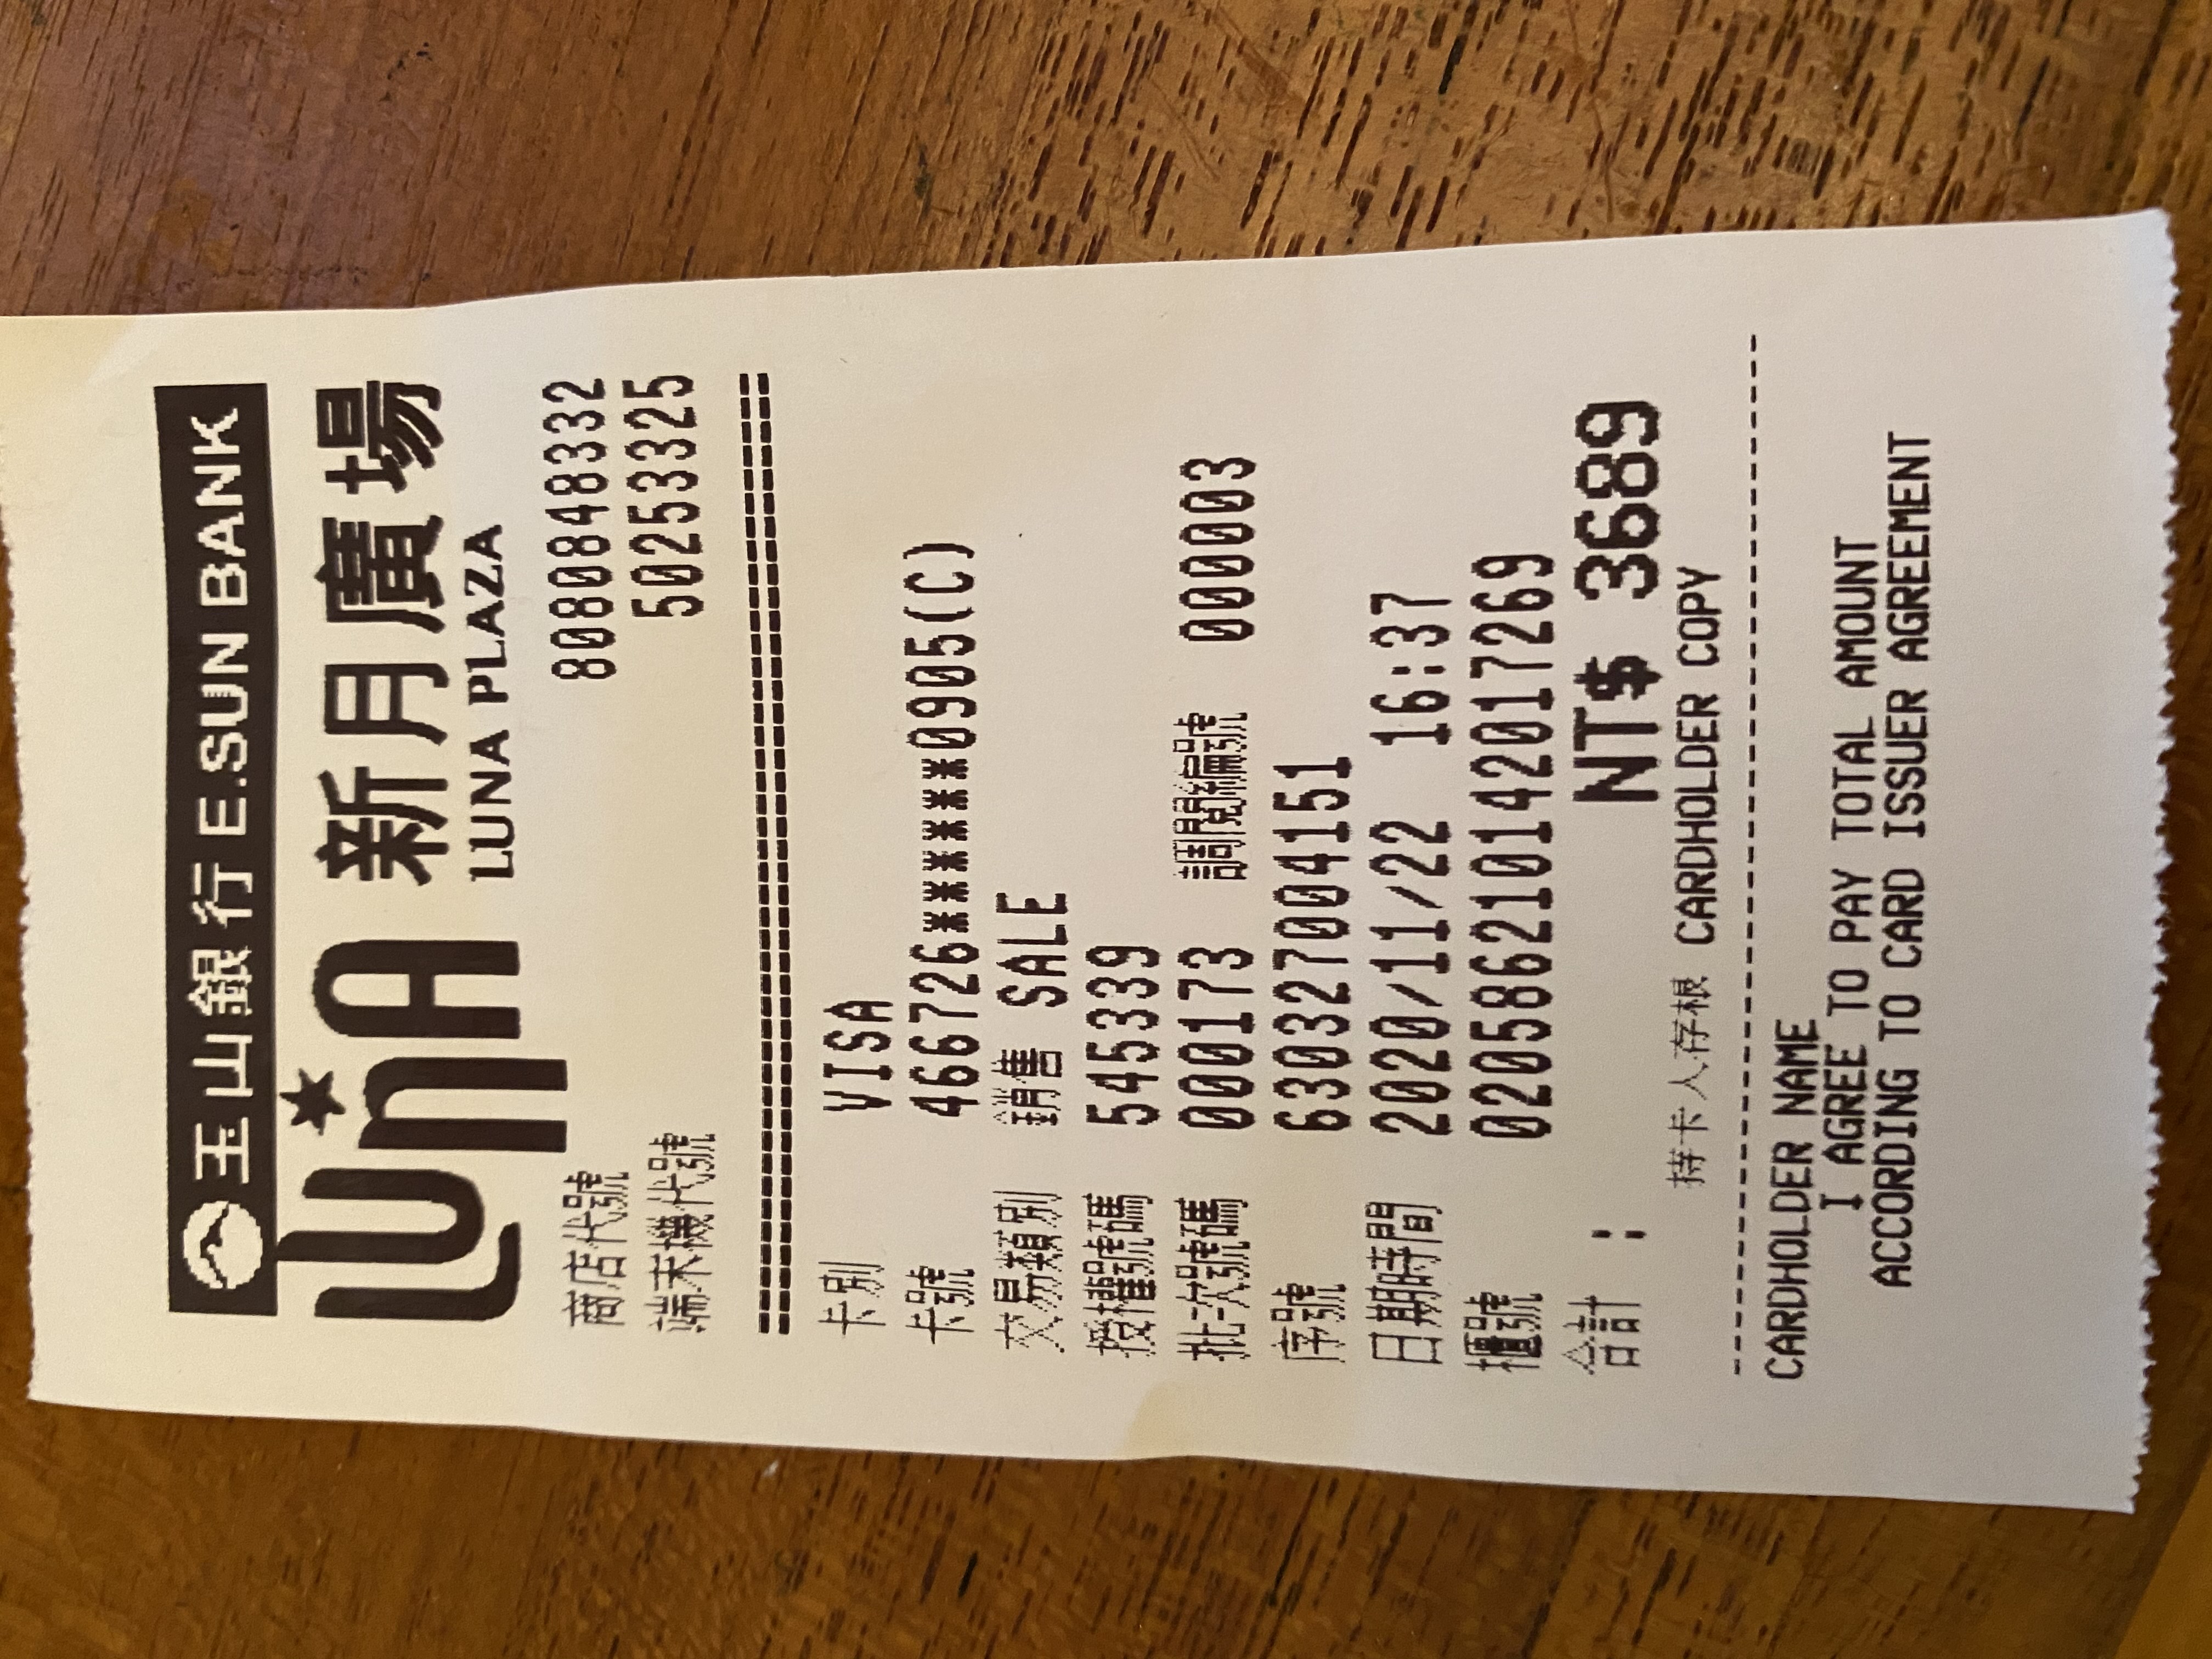 玉山銀行 E.SUN BANK
LUnA 新月廣場
LUNA PLAZA
商店代號 8080848332
端末機代號 50253325
==========================================
卡別 VISA
卡號 466726******0905(C)
交易類別 銷售 SALE
授權號碼 545339
批次號碼 000173 調閱編號 000003
序號 630327004151
日期時間 2020/11/22 16:37
櫃號 020586210142017269
合計 : NT$ 3689
持卡人存根 CARDHOLDER COPY
------------------------------------------
CARDHOLDER NAME
I AGREE TO PAY TOTAL AMOUNT
ACCORDING TO CARD ISSUER AGREEMENT